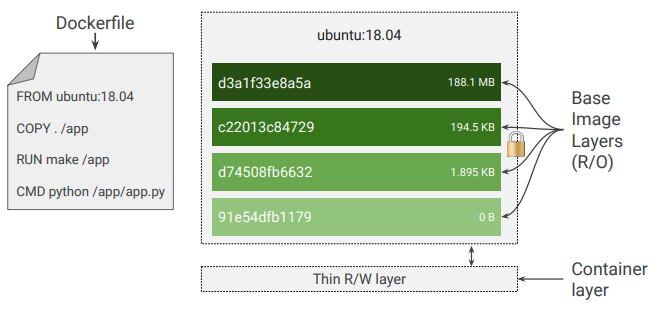 Dockerfile
FROM ubuntu:18.04
COPY . /app
RUN make /app
CMD python /app/app.py
ubuntu:18.04
d3a1f33e8a5a 188.1 MB
c22013c84729 194.5 KB
d74508fb6632 1.895 KB
91e54dfb1179 0 B
Thin R/W layer
Base
Image
Layers
(R/O)
Container
layer